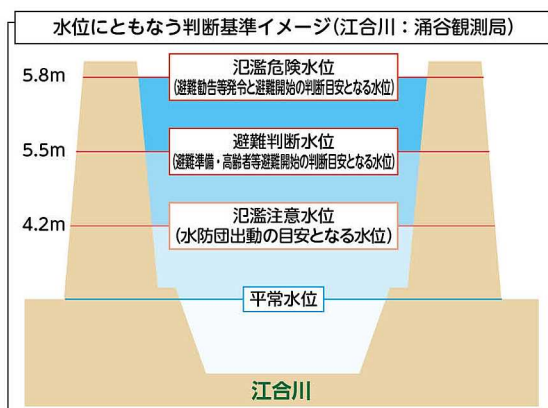 水位にともなう判断基準イメージ(江合川:涌谷観測局)
5.8m
氾濫危険水位
(避難勧告等発令と避難開始の判断目安となる水位)
5.5m
避難判断水位
(避難準備・高齢者等避難開始の判断目安となる水位)
4.2m
氾濫注意水位
(水防団出動の目安となる水位)
平常水位
江合川